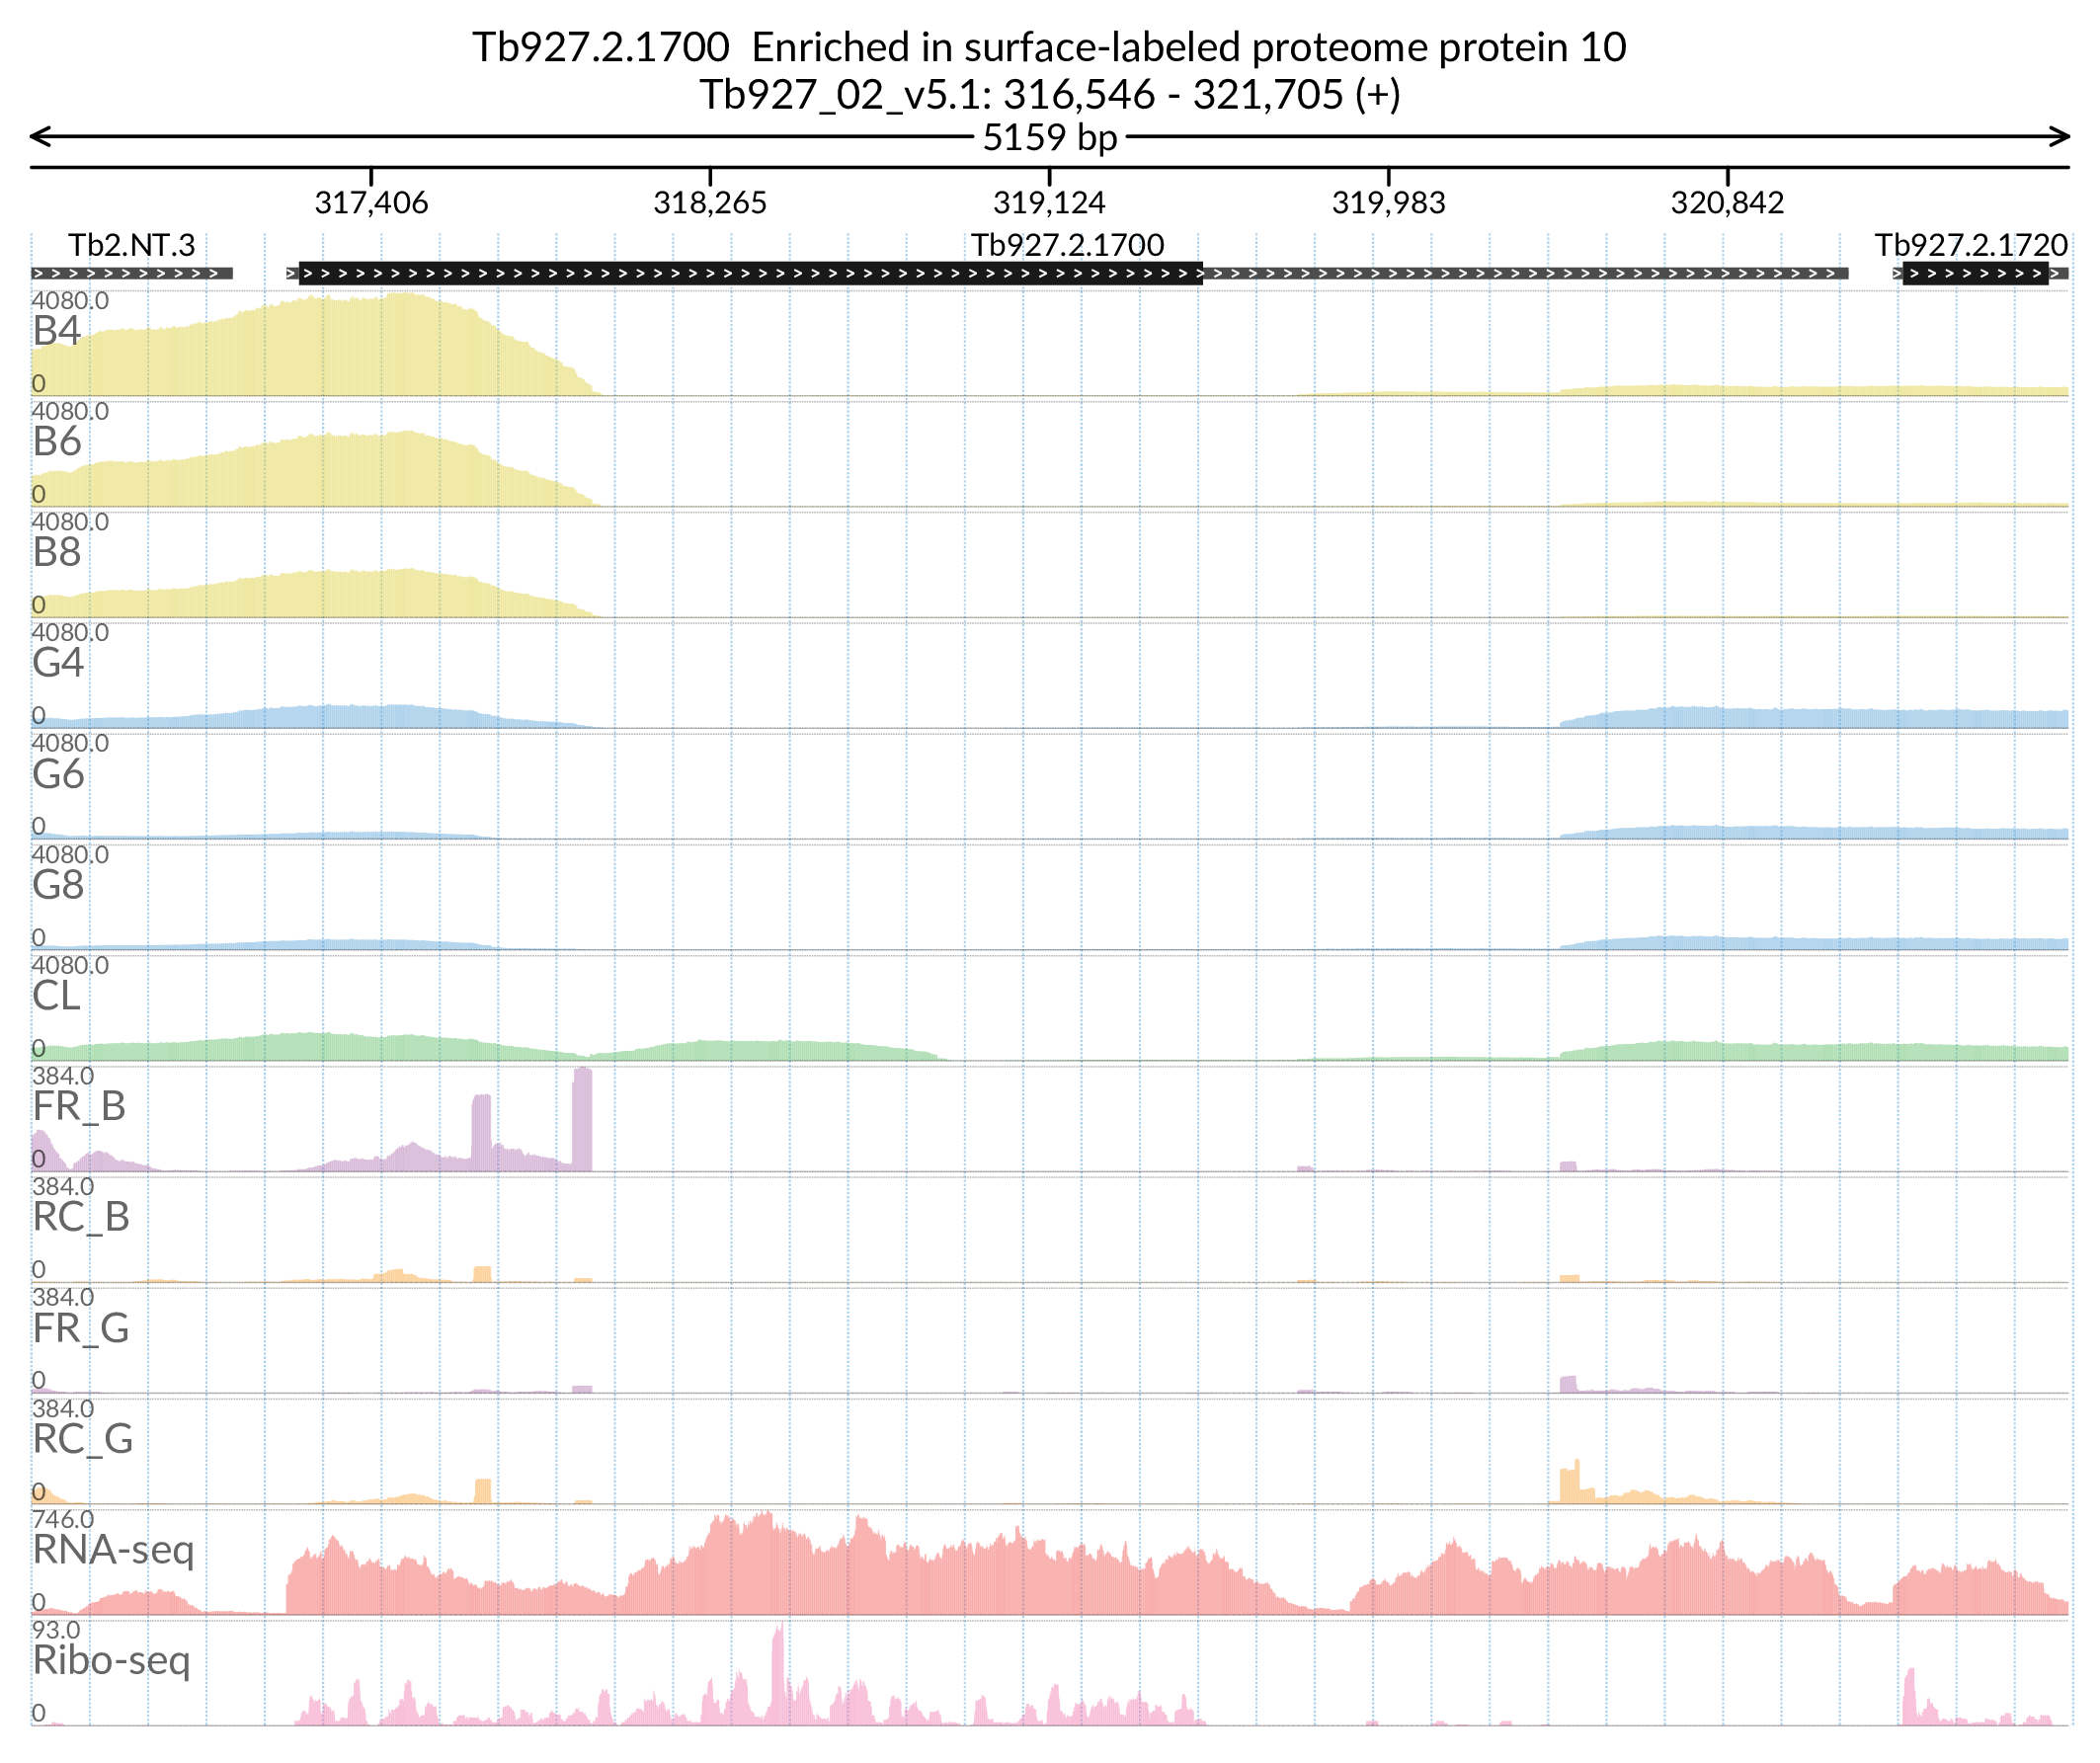 Tb927.2.1700 Enriched in surface-labeled proteome protein 10
Tb927_02_v5.1: 316,546 - 321,705 (+)
5159 bp
317,406 318,265 319,124 319,983 320,842
Tb2.NT.3 Tb927.2.1700 Tb927.2.1720
4080.0
B4
0
4080.0
B6
0
4080.0
B8
0
4080.0
G4
0
4080.0
G6
0
4080.0
G8
0
4080.0
CL
0
384.0
FR_B
0
384.0
RC_B
0
384.0
FR_G
0
384.0
RC_G
0
746.0
RNA-seq
0
93.0
Ribo-seq
0